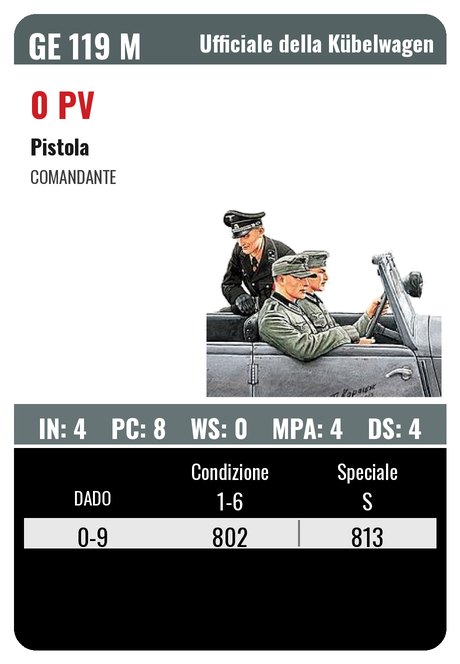 GE 119 M Ufficiale della Kübelwagen
0 PV
Pistola
COMANDANTE
IN: 4 PC: 8 WS: 0 MPA: 4 DS: 4
Condizione Speciale
DADO 1-6 S
0-9 802 813